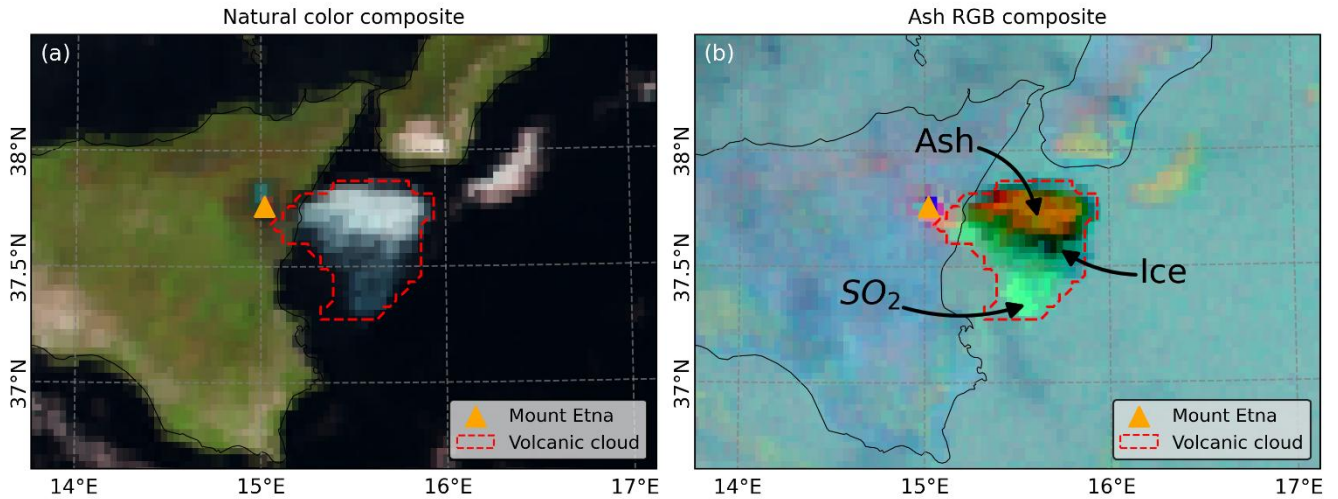 Natural color composite
(a)
38°N
37.5°N
37°N
14°E
15°E
16°E
17°E
Mount Etna
Volcanic cloud
Ash RGB composite
(b)
Ash
Ice
SO₂
38°N
37.5°N
37°N
14°E
15°E
16°E
17°E
Mount Etna
Volcanic cloud